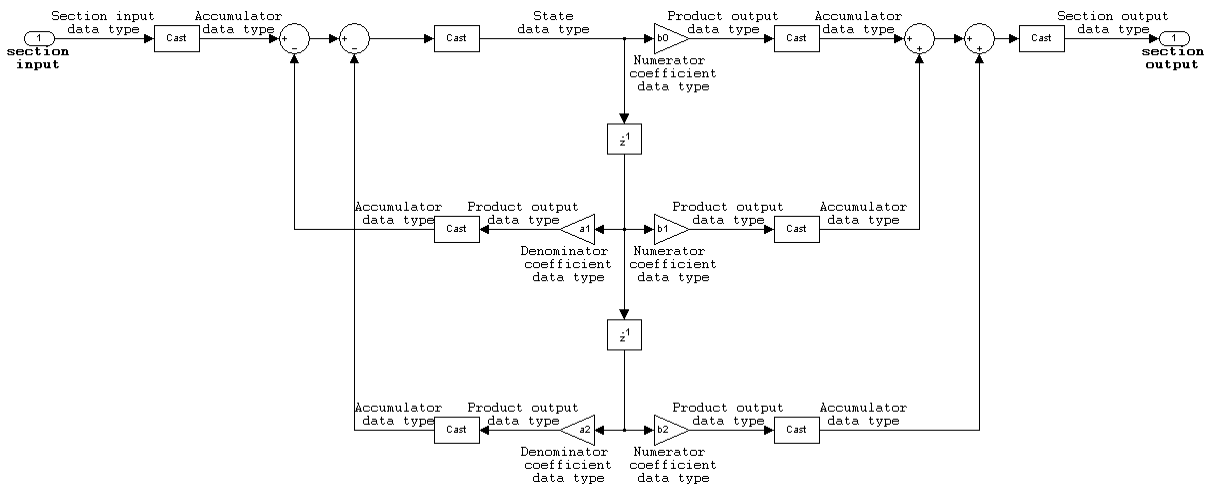 Section input
data type
Accumulator
data type
State
data type
Product output
data type
Accumulator
data type
Section output
data type
1
section
input
Cast
+
−
+
−
Cast
b0
Cast
+
+
+
+
Cast
1
section
output
Numerator
coefficient
data type
z-1
Accumulator
data type
Product output
data type
Product output
data type
Accumulator
data type
Cast
a1
b1
Cast
Denominator
coefficient
data type
Numerator
coefficient
data type
z-1
Accumulator
data type
Product output
data type
Product output
data type
Accumulator
data type
Cast
a2
b2
Cast
Denominator
coefficient
data type
Numerator
coefficient
data type